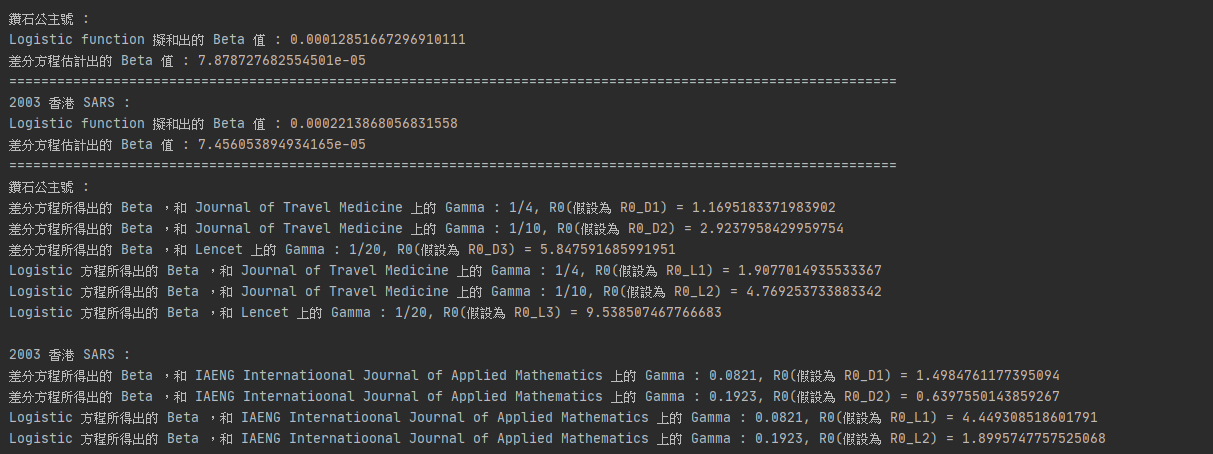 鑽石公主號 :
Logistic function 擬和出的 Beta 值 : 0.00012851667296910111
差分方程估計出的 Beta 值 : 7.878727682554501e-05
===============================================================================================================
2003 香港 SARS :
Logistic function 擬和出的 Beta 值 : 0.0002213868056831558
差分方程估計出的 Beta 值 : 7.456053894934165e-05
===============================================================================================================
鑽石公主號 :
差分方程所得出的 Beta ，和 Journal of Travel Medicine 上的 Gamma : 1/4, R0(假設為 R0_D1) = 1.1695183371983902
差分方程所得出的 Beta ，和 Journal of Travel Medicine 上的 Gamma : 1/10, R0(假設為 R0_D2) = 2.9237958429959754
差分方程所得出的 Beta ，和 Lencet 上的 Gamma : 1/20, R0(假設為 R0_D3) = 5.847591685991951
Logistic 方程所得出的 Beta ，和 Journal of Travel Medicine 上的 Gamma : 1/4, R0(假設為 R0_L1) = 1.9077014935533367
Logistic 方程所得出的 Beta ，和 Journal of Travel Medicine 上的 Gamma : 1/10, R0(假設為 R0_L2) = 4.769253733883342
Logistic 方程所得出的 Beta ，和 Lencet 上的 Gamma : 1/20, R0(假設為 R0_L3) = 9.538507467766683
2003 香港 SARS :
差分方程所得出的 Beta ，和 IAENG Internatioonal Journal of Applied Mathematics 上的 Gamma : 0.0821, R0(假設為 R0_D1) = 1.4984761177395094
差分方程所得出的 Beta ，和 IAENG Internatioonal Journal of Applied Mathematics 上的 Gamma : 0.1923, R0(假設為 R0_D2) = 0.6397550143859267
Logistic 方程所得出的 Beta ，和 IAENG Internatioonal Journal of Applied Mathematics 上的 Gamma : 0.0821, R0(假設為 R0_L1) = 4.449308518601791
Logistic 方程所得出的 Beta ，和 IAENG Internatioonal Journal of Applied Mathematics 上的 Gamma : 0.1923, R0(假設為 R0_L2) = 1.8995747757525068